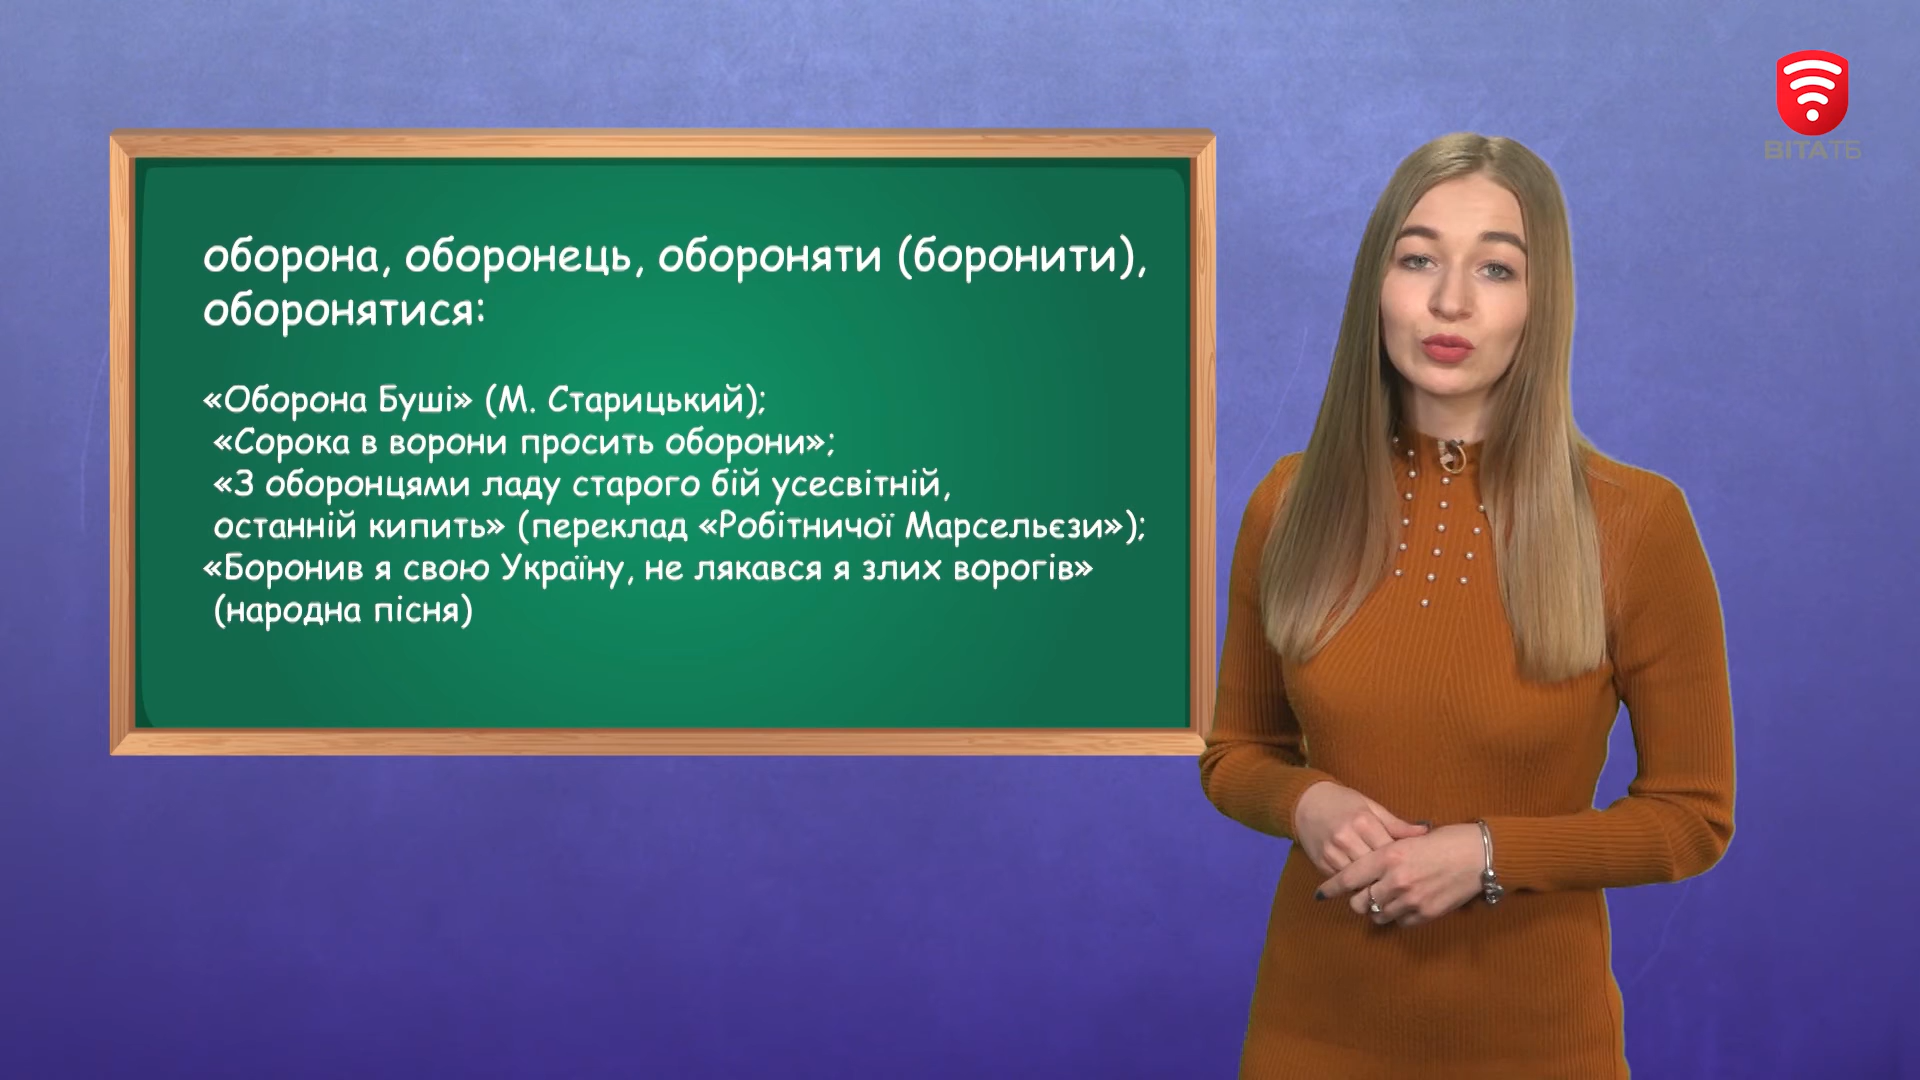 оборона, оборонець, обороняти (боронити),
оборонятися:
«Оборона Буші» (М. Старицький);
«Сорока в ворони просить оборони»;
«З оборонцями ладу старого бій усесвітній,
останній кипить» (переклад «Робітничої Марсельєзи»);
«Боронив я свою Україну, не лякався я злих ворогів»
(народна пісня)
ВІТАТБ